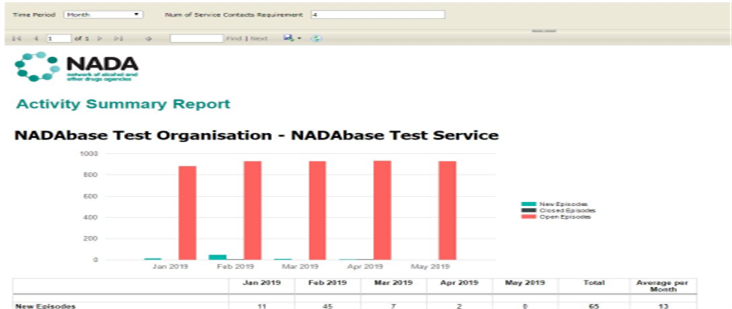 Time Period Month Num of Service Contacts Requirement 4
1 of 1 Find | Next
NADA
network of alcohol and
other drugs agencies
Activity Summary Report
NADAbase Test Organisation - NADAbase Test Service
1000
800
600
400
200
0
New Episodes
Closed Episodes
Open Episodes
Jan 2019 Feb 2019 Mar 2019 Apr 2019 May 2019
Jan 2019 Feb 2019 Mar 2019 Apr 2019 May 2019 Total Average per
Month
New Episodes 11 45 7 2 0 65 13